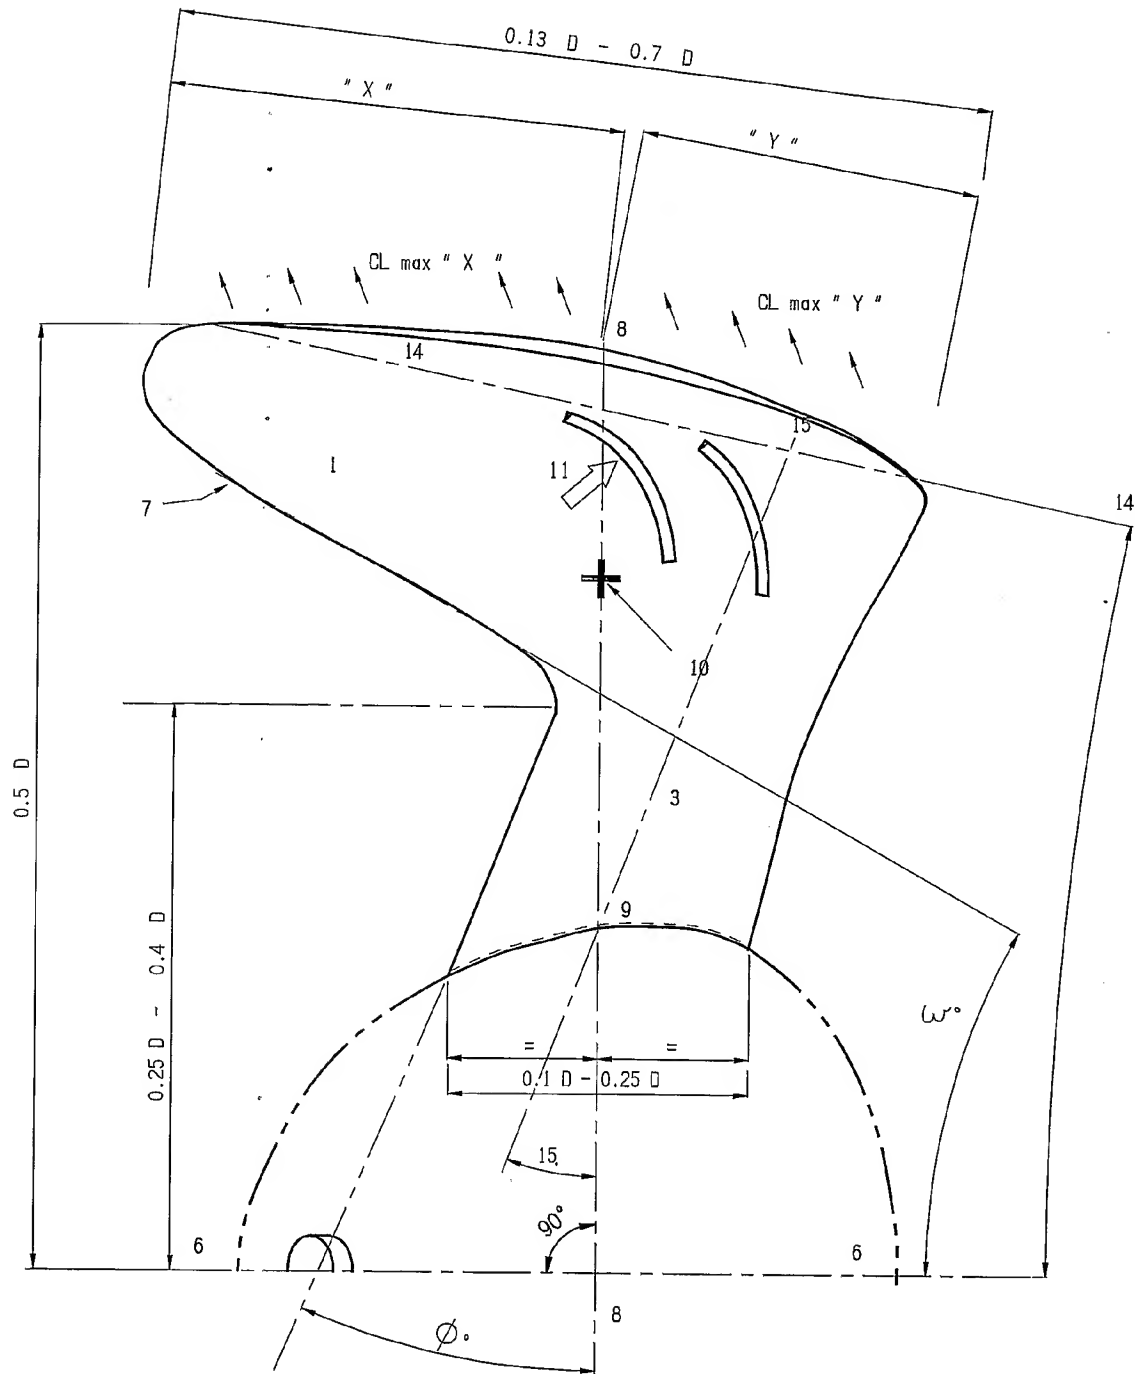 0.13 D - 0.7 D
" X "
" Y "
CL max " X "
CL max " Y "
8
14
15
11
1
7
14
10
3
0.5 D
0.25 D - 0.4 D
9
ω°
= =
0.1 D - 0.25 D
15
90°
6
6
8
Ø°